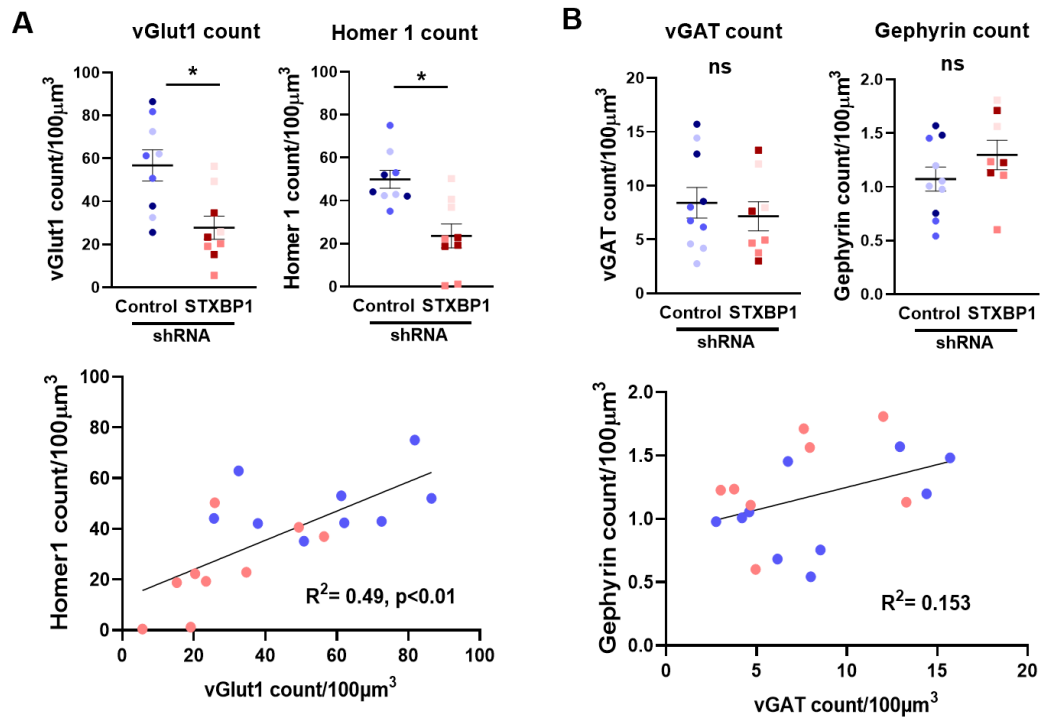 A
vGlut1 count
Homer 1 count
vGlut1 count/100μm³
100
80
60
40
20
0
*
Control STXBP1
shRNA
Homer 1 count/100μm³
100
80
60
40
20
0
*
Control STXBP1
shRNA
Homer1 count/100μm³
100
80
60
40
20
0
R²= 0.49, p<0.01
0 20 40 60 80 100
vGlut1 count/100μm³
B
vGAT count
Gephyrin count
ns
vGAT count/100μm³
20
15
10
5
0
Control STXBP1
shRNA
ns
Gephyrin count/100μm³
2.0
1.5
1.0
0.5
0.0
Control STXBP1
shRNA
Gephyrin count/100μm³
2.0
1.5
1.0
0.5
0.0
R²= 0.153
0 5 10 15 20
vGAT count/100μm³